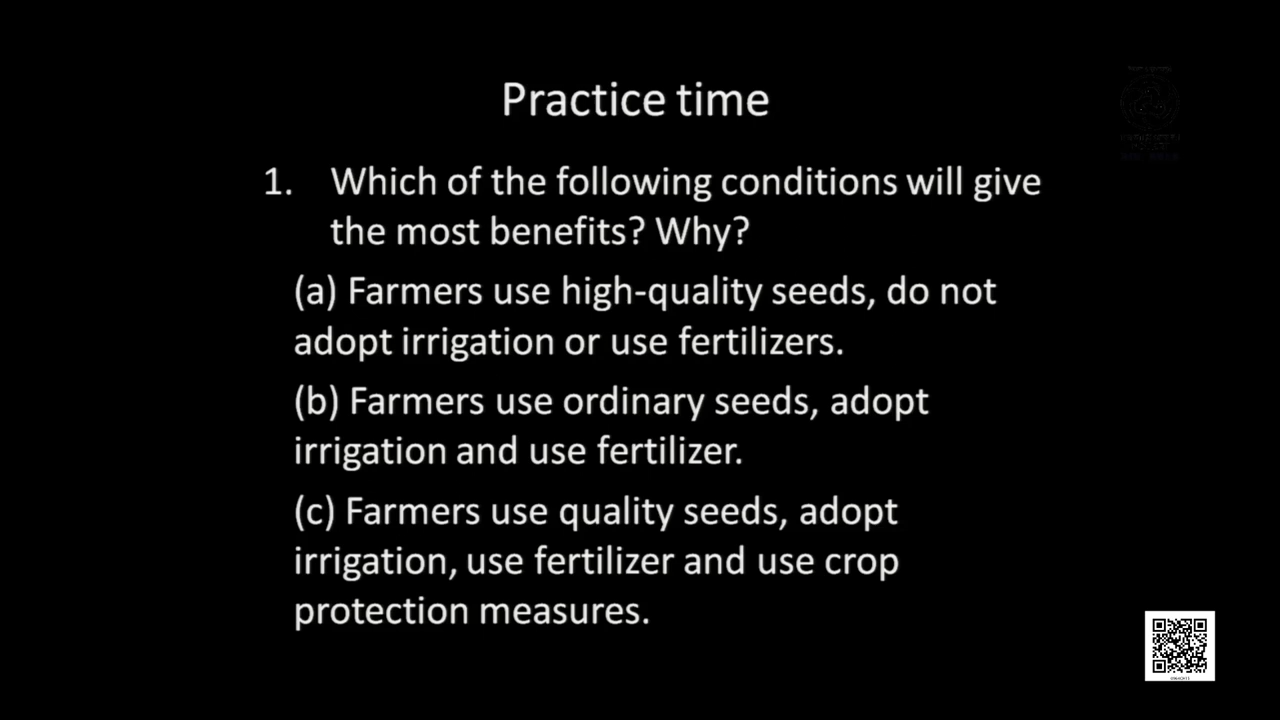 Practice time
1. Which of the following conditions will give
the most benefits? Why?
(a) Farmers use high-quality seeds, do not
adopt irrigation or use fertilizers.
(b) Farmers use ordinary seeds, adopt
irrigation and use fertilizer.
(c) Farmers use quality seeds, adopt
irrigation, use fertilizer and use crop
protection measures.